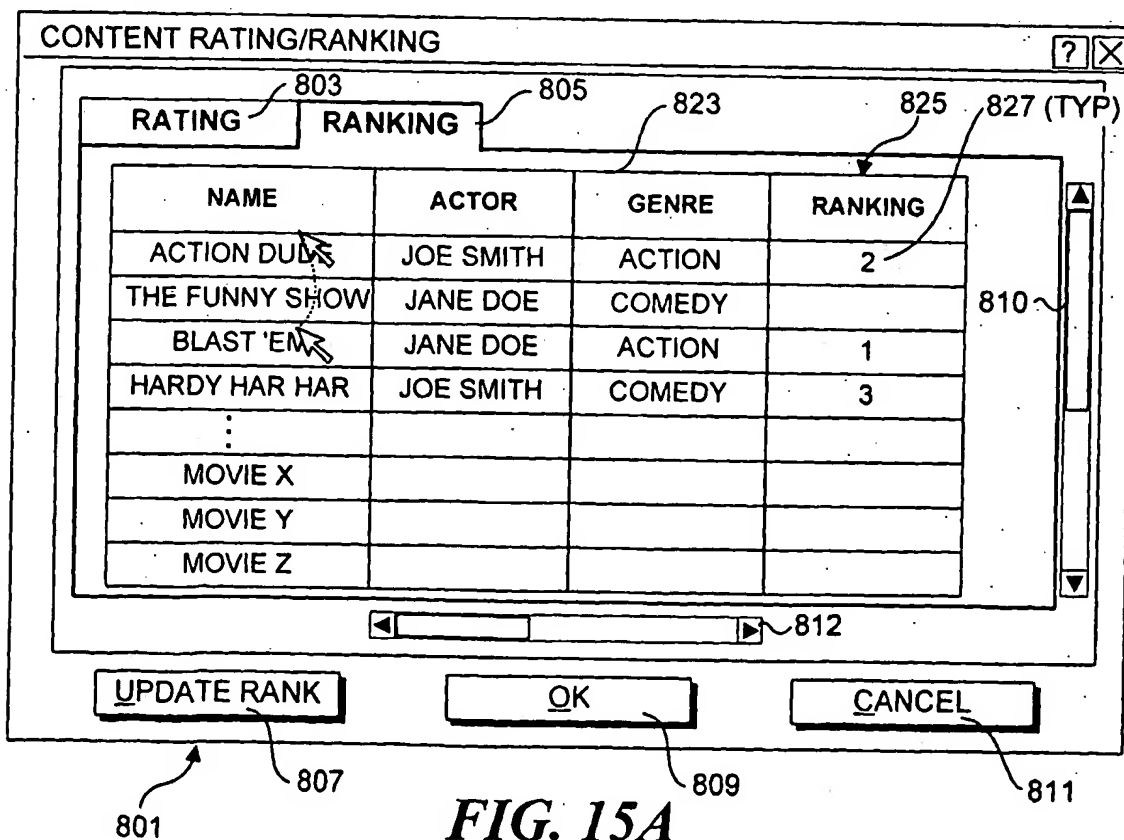 CONTENT RATING/RANKING ? X
803 805 823 825 827 (TYP)
RATING RANKING
NAME ACTOR GENRE RANKING
ACTION DUDE JOE SMITH ACTION 2
THE FUNNY SHOW JANE DOE COMEDY
BLAST 'EM JANE DOE ACTION 1
HARDY HAR HAR JOE SMITH COMEDY 3
⋮
MOVIE X
MOVIE Y
MOVIE Z
810
812
UPDATE RANK OK CANCEL
801 807 809 811
FIG. 15A